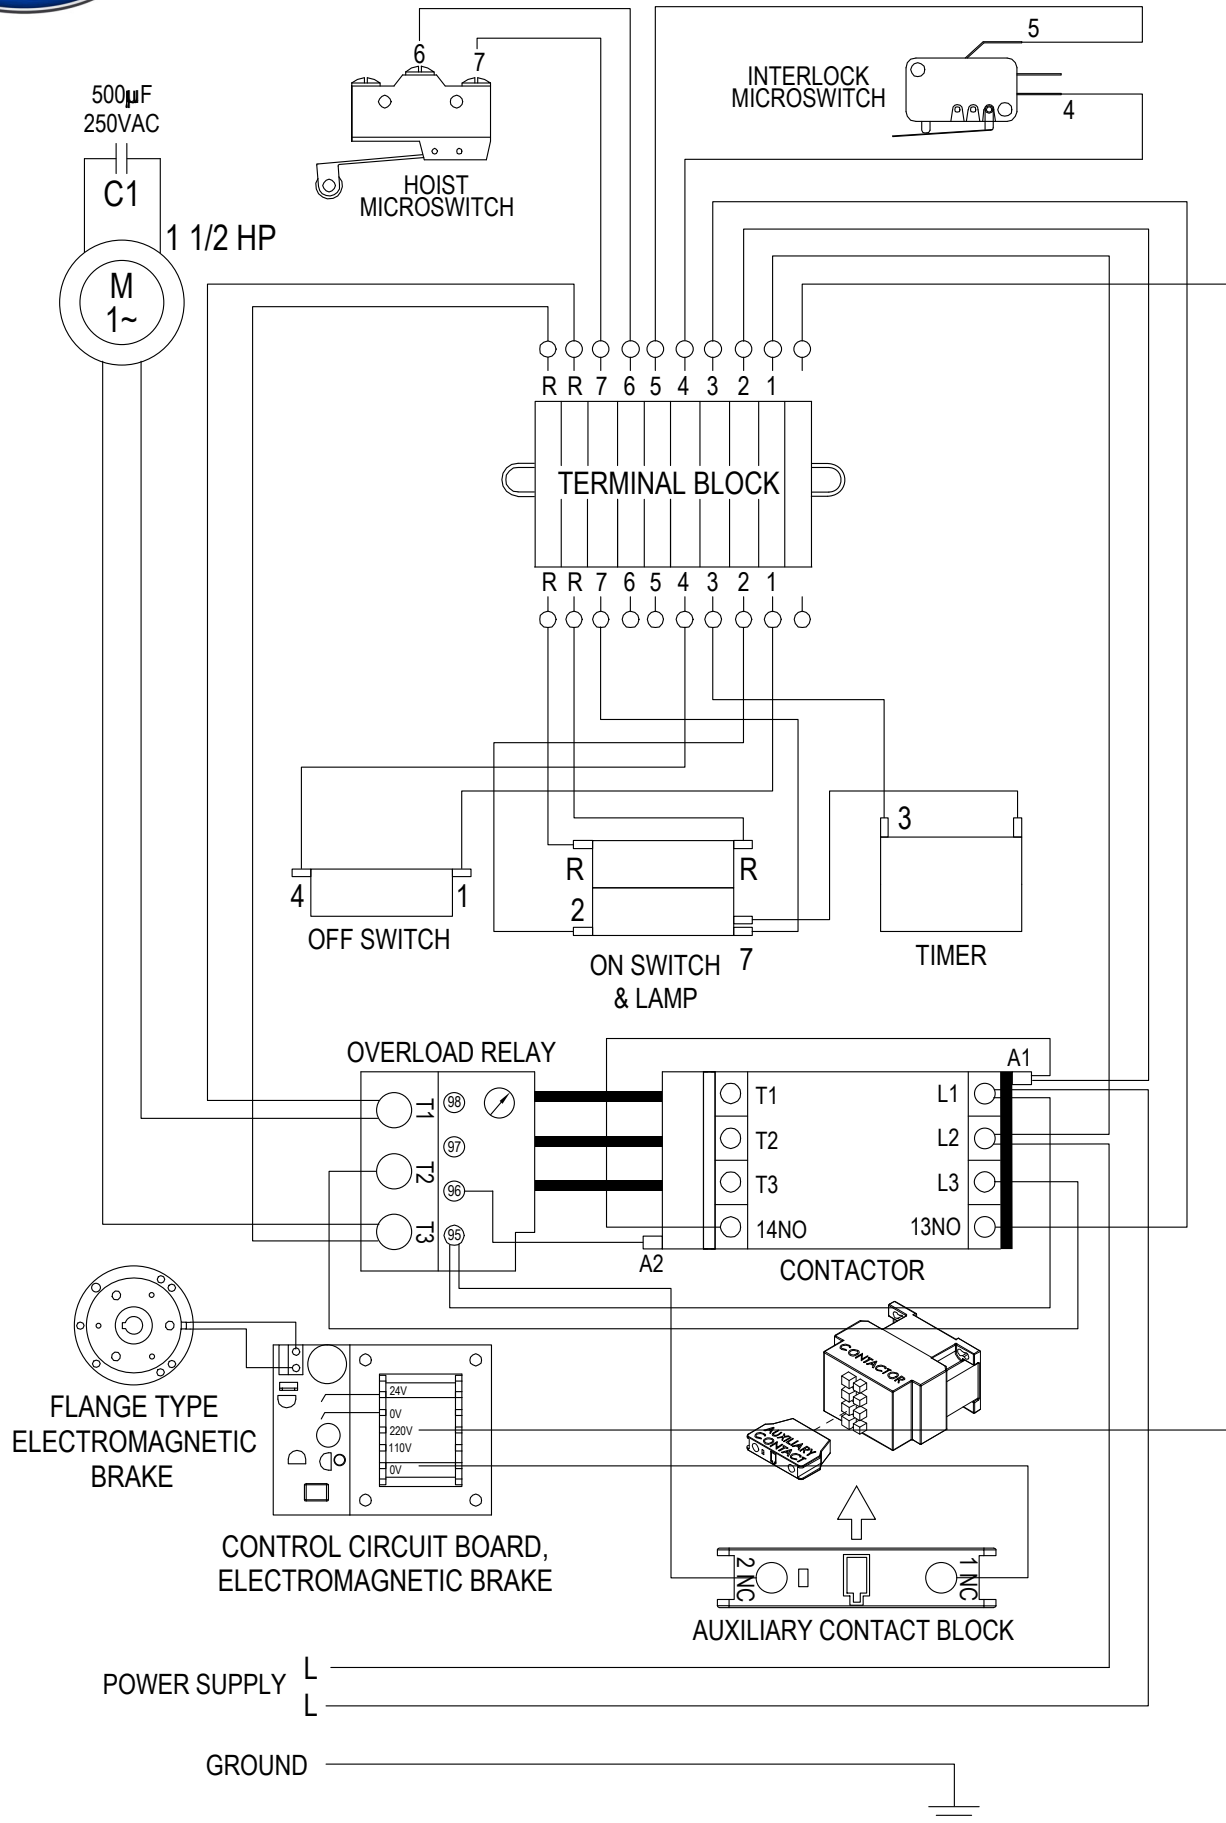 5
6
7
INTERLOCK
MICROSWITCH
500µF
250VAC
4
C1
HOIST
MICROSWITCH
1 1/2 HP
M
1~
R R 7 6 5 4 3 2 1
TERMINAL BLOCK
R R 7 6 5 4 3 2 1
3
R R
4 1
2
OFF SWITCH
7
ON SWITCH
& LAMP
TIMER
OVERLOAD RELAY
A1
T1 98
T1 L1
97
T2
T2 L2
96
T3 L3
T3 95
14NO 13NO
A2
CONTACTOR
CONTACTOR
24V
0V
220V
110V
0V
AUXILIARY
CONTACT
FLANGE TYPE
ELECTROMAGNETIC
BRAKE
CONTROL CIRCUIT BOARD,
ELECTROMAGNETIC BRAKE
2 NC 1 NC
AUXILIARY CONTACT BLOCK
POWER SUPPLY L
L
GROUND